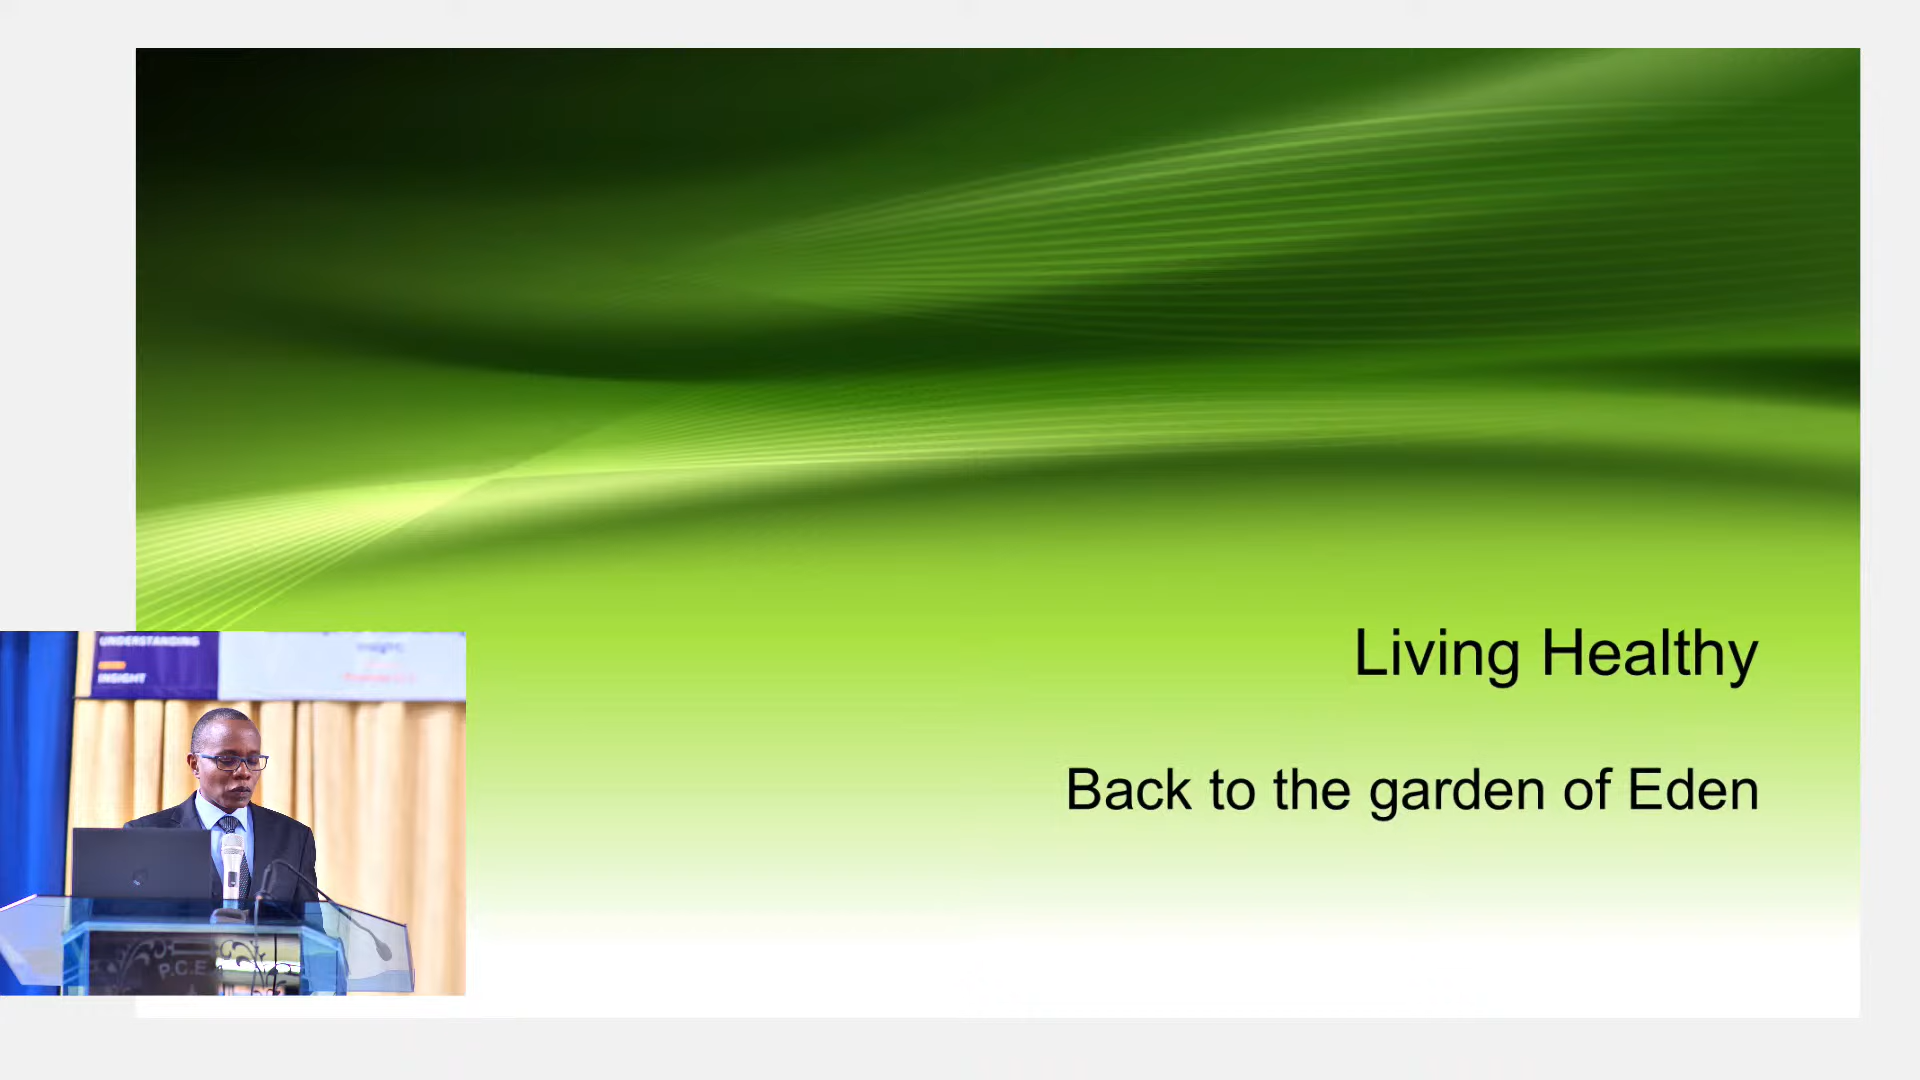 Living Healthy
Back to the garden of Eden
UNDERSTANDING
INSIGHT
P.C.E